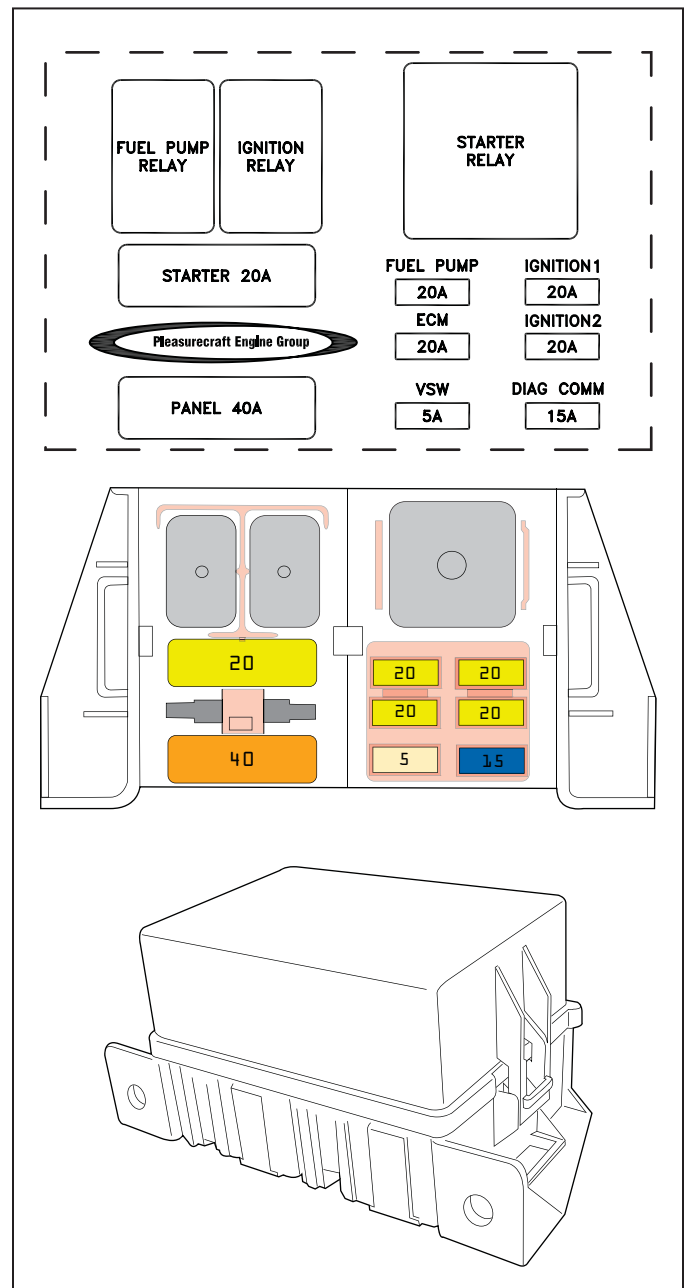 FUEL PUMP
RELAY
IGNITION
RELAY
STARTER
RELAY
STARTER 20A
Pleasurecraft Engine Group
PANEL 40A
FUEL PUMP
20A
IGNITION1
20A
ECM
20A
IGNITION2
20A
VSW
5A
DIAG COMM
15A
20
40
20
20
20
20
5
15